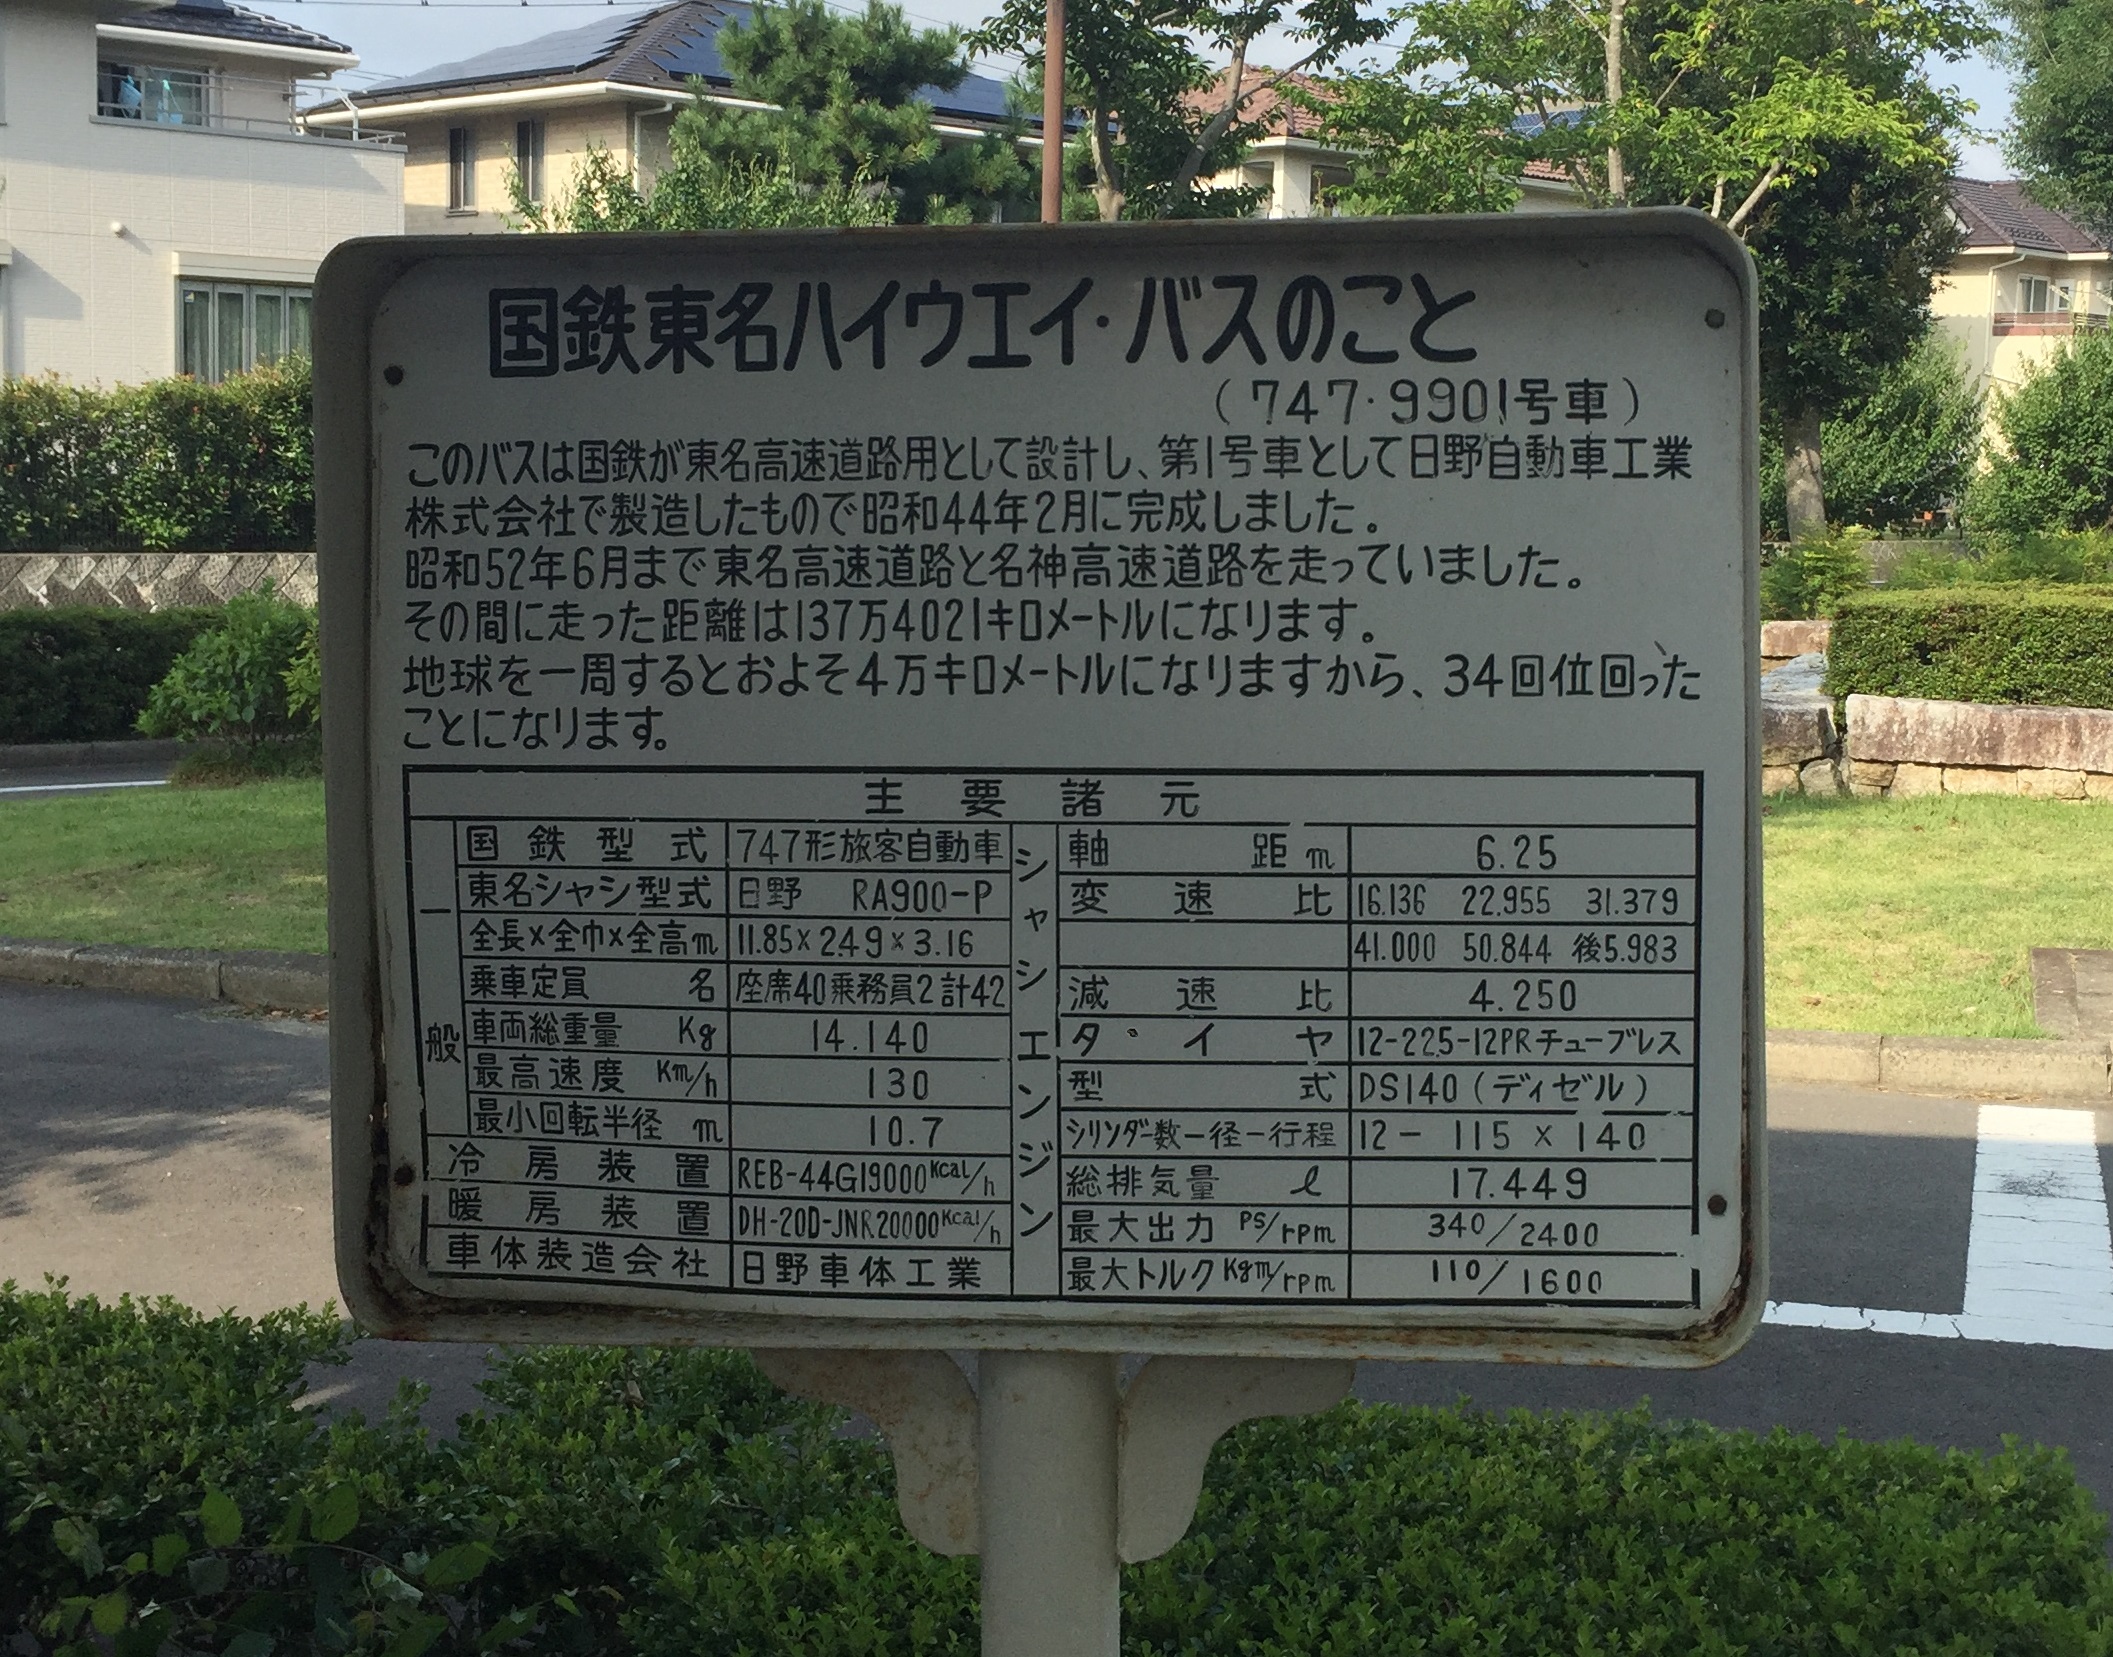 国鉄東名ハイウエイ・バスのこと
(747・9901号車)
このバスは国鉄が東名高速道路用として設計し、第1号車として日野自動車工業
株式会社で製造したもので昭和44年2月に完成しました。
昭和52年6月まで東名高速道路と名神高速道路を走っていました。
その間に走った距離は137万4021キロメートルになります。
地球を一周するとおよそ4万キロメートルになりますから、34回位回った
ことになります。
主要諸元
一般
国鉄型式 747形旅客自動車
東名シャシ型式 日野 RA900-P
全長×全巾×全高m 11.85×2.49×3.16
乗車定員 名 座席40乗務員2計42
車両総重量 Kg 14.140
最高速度 Km/h 130
最小回転半径 m 10.7
冷房装置 REB-44G19000Kcal/h
暖房装置 DH-20D-JNR20000Kcal/h
車体装造会社 日野車体工業
シャシエンジン
軸距m 6.25
変速比 16.136 22.955 31.379
41.000 50.844 後5.983
減速比 4.250
タイヤ 12-22.5-12PRチューブレス
型式 DS140(ディゼル)
シリンダー数-径-行程 12- 115×140
総排気量 ℓ 17.449
最大出力 PS/rpm 340/2400
最大トルクKgm/rpm 110/1600